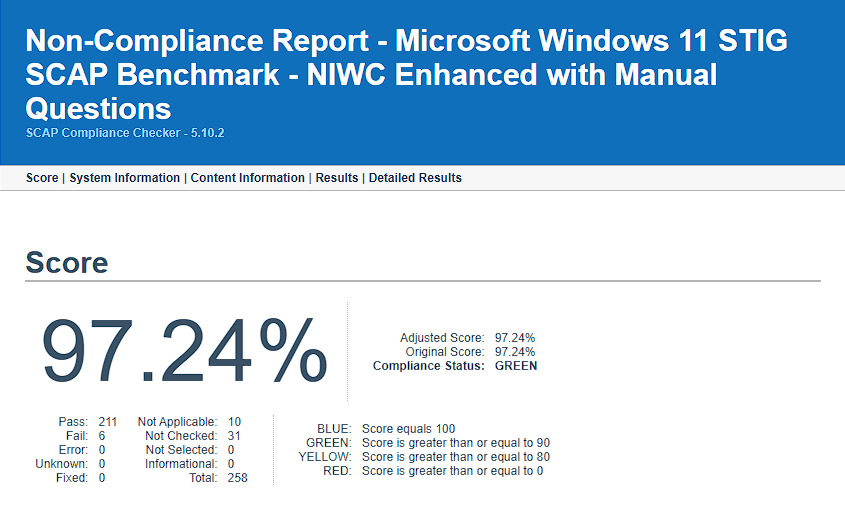 Non-Compliance Report - Microsoft Windows 11 STIG
SCAP Benchmark - NIWC Enhanced with Manual
Questions
SCAP Compliance Checker - 5.10.2
Score | System Information | Content Information | Results | Detailed Results
Score
97.24%
Adjusted Score: 97.24%
Original Score: 97.24%
Compliance Status: GREEN
Pass: 211 Not Applicable: 10
Fail: 6 Not Checked: 31
Error: 0 Not Selected: 0
Unknown: 0 Informational: 0
Fixed: 0 Total: 258
BLUE: Score equals 100
GREEN: Score is greater than or equal to 90
YELLOW: Score is greater than or equal to 80
RED: Score is greater than or equal to 0